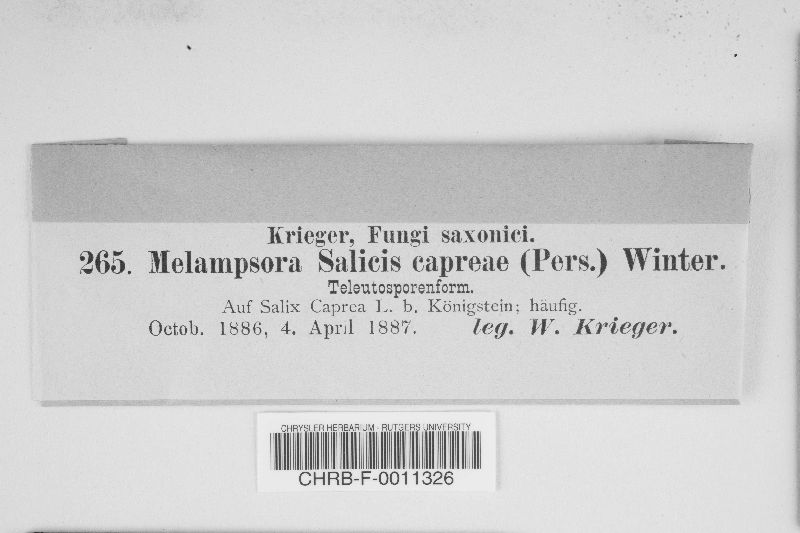 Krieger, Fungi saxonici.
265. Melampsora Salicis capreae (Pers.) Winter.
Teleutosporenform.
Auf Salix Caprea L. b. Königstein; häufig.
Octob. 1886, 4. April 1887. leg. W. Krieger.
CHRYSLER HERBARIUM - RUTGERS UNIVERSITY
CHRB-F-0011326